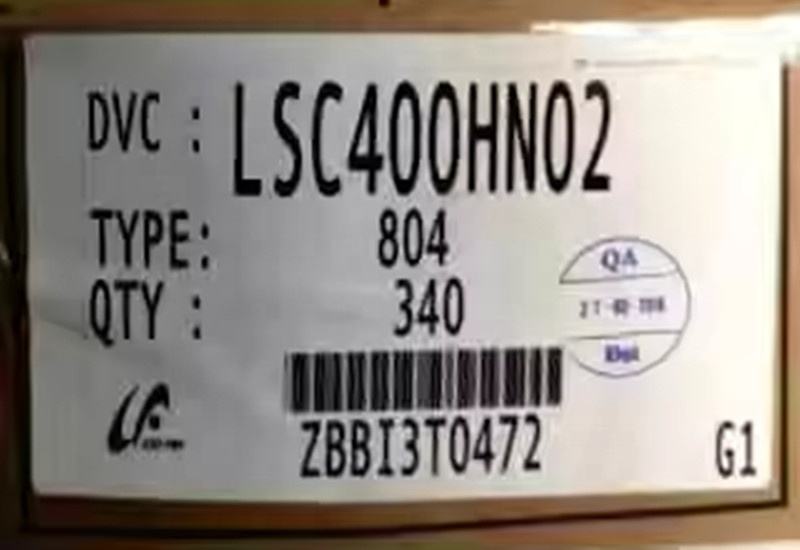 DVC : LSC400HN02
TYPE: 804
QTY : 340
QA
ZBBI3T0472
G1